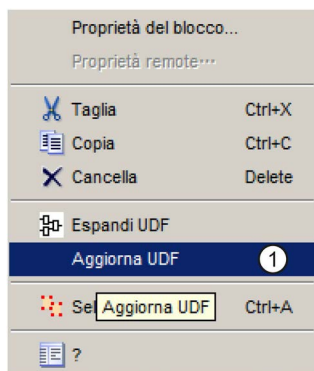 Proprietà del blocco...
Proprietà remote...
Taglia Ctrl+X
Copia Ctrl+C
Cancella Delete
Espandi UDF
Aggiorna UDF 1
Sel Aggiorna UDF Ctrl+A
?